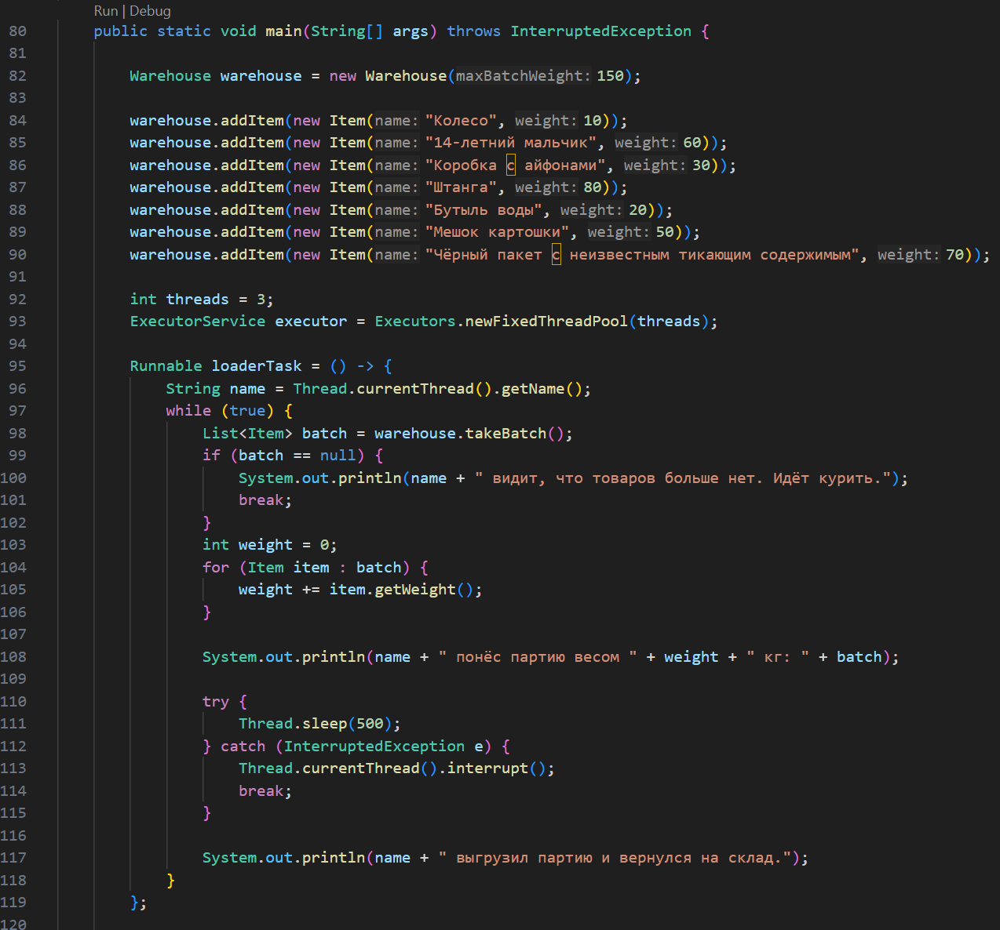 Run | Debug
80 public static void main(String[] args) throws InterruptedException {
81
82 Warehouse warehouse = new Warehouse(maxBatchWeight: 150);
83
84 warehouse.addItem(new Item(name: "Колесо", weight: 10));
85 warehouse.addItem(new Item(name: "14-летний мальчик", weight: 60));
86 warehouse.addItem(new Item(name: "Коробка с айфонами", weight: 30));
87 warehouse.addItem(new Item(name: "Штанга", weight: 80));
88 warehouse.addItem(new Item(name: "Бутыль воды", weight: 20));
89 warehouse.addItem(new Item(name: "Мешок картошки", weight: 50));
90 warehouse.addItem(new Item(name: "Чёрный пакет с неизвестным тикающим содержимым", weight: 70));
91
92 int threads = 3;
93 ExecutorService executor = Executors.newFixedThreadPool(threads);
94
95 Runnable loaderTask = () -> {
96 String name = Thread.currentThread().getName();
97 while (true) {
98 List<Item> batch = warehouse.takeBatch();
99 if (batch == null) {
100 System.out.println(name + " видит, что товаров больше нет. Идёт курить.");
101 break;
102 }
103 int weight = 0;
104 for (Item item : batch) {
105 weight += item.getWeight();
106 }
107
108 System.out.println(name + " понёс партию весом " + weight + " кг: " + batch);
109
110 try {
111 Thread.sleep(500);
112 } catch (InterruptedException e) {
113 Thread.currentThread().interrupt();
114 break;
115 }
116
117 System.out.println(name + " выгрузил партию и вернулся на склад.");
118 }
119 };
120